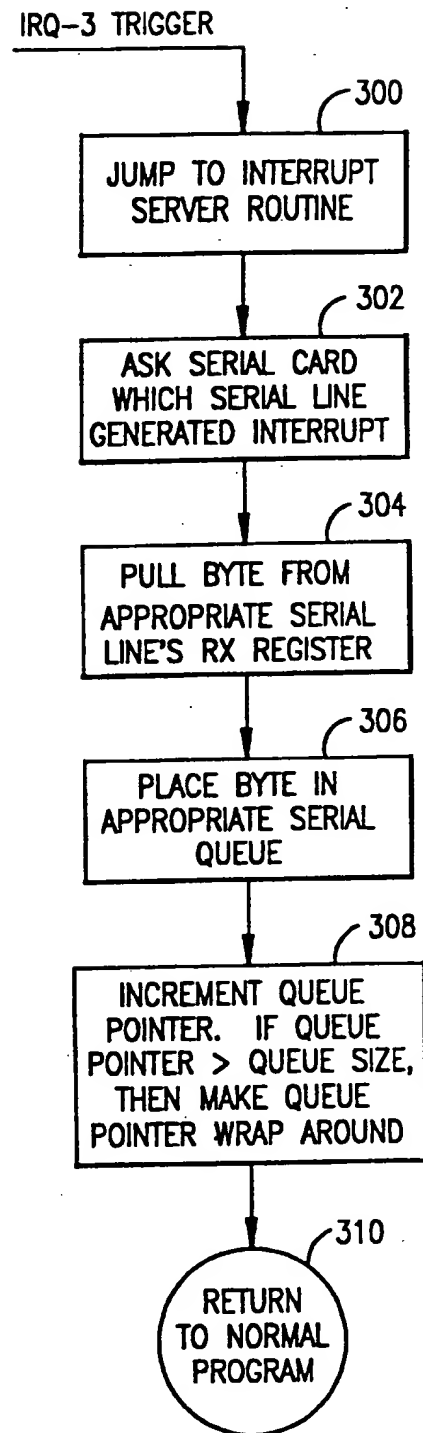 IRQ-3 TRIGGER
300
JUMP TO INTERRUPT
SERVER ROUTINE
302
ASK SERIAL CARD
WHICH SERIAL LINE
GENERATED INTERRUPT
304
PULL BYTE FROM
APPROPRIATE SERIAL
LINE'S RX REGISTER
306
PLACE BYTE IN
APPROPRIATE SERIAL
QUEUE
308
INCREMENT QUEUE
POINTER. IF QUEUE
POINTER > QUEUE SIZE,
THEN MAKE QUEUE
POINTER WRAP AROUND
310
RETURN
TO NORMAL
PROGRAM